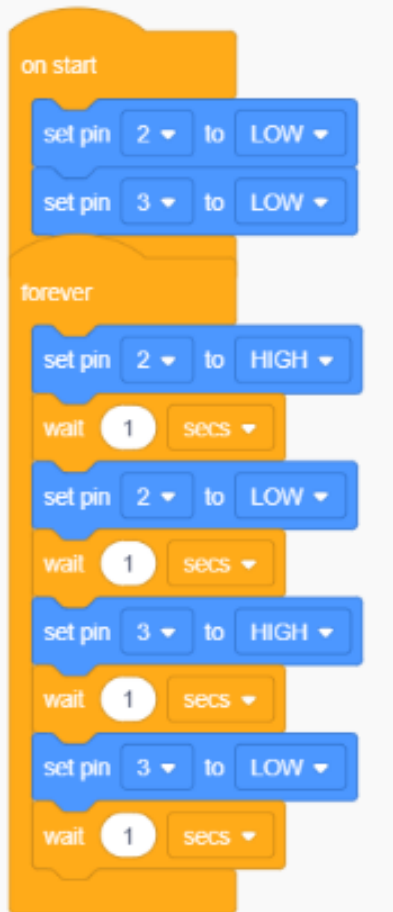 on start
set pin 2 to LOW
set pin 3 to LOW
forever
set pin 2 to HIGH
wait 1 secs
set pin 2 to LOW
wait 1 secs
set pin 3 to HIGH
wait 1 secs
set pin 3 to LOW
wait 1 secs